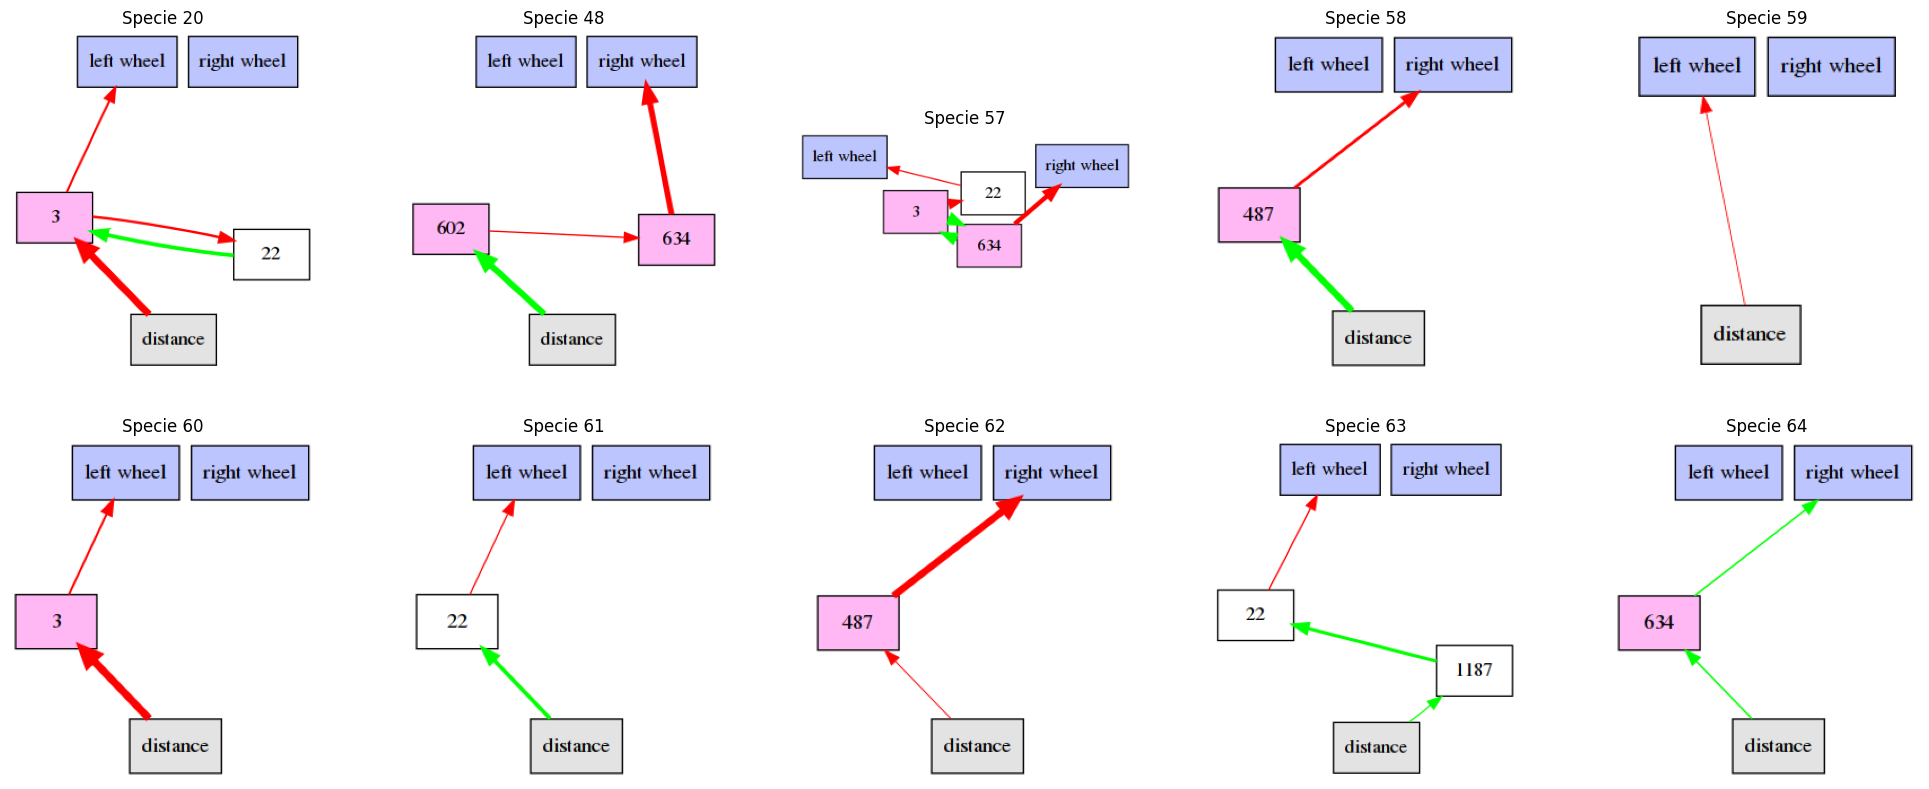 Specie 20
left wheel
right wheel
3
22
distance
Specie 48
left wheel
right wheel
602
634
distance
Specie 57
left wheel
right wheel
22
3
634
Specie 58
left wheel
right wheel
487
distance
Specie 59
left wheel
right wheel
distance
Specie 60
left wheel
right wheel
3
distance
Specie 61
left wheel
right wheel
22
distance
Specie 62
left wheel
right wheel
487
distance
Specie 63
left wheel
right wheel
22
1187
distance
Specie 64
left wheel
right wheel
634
distance